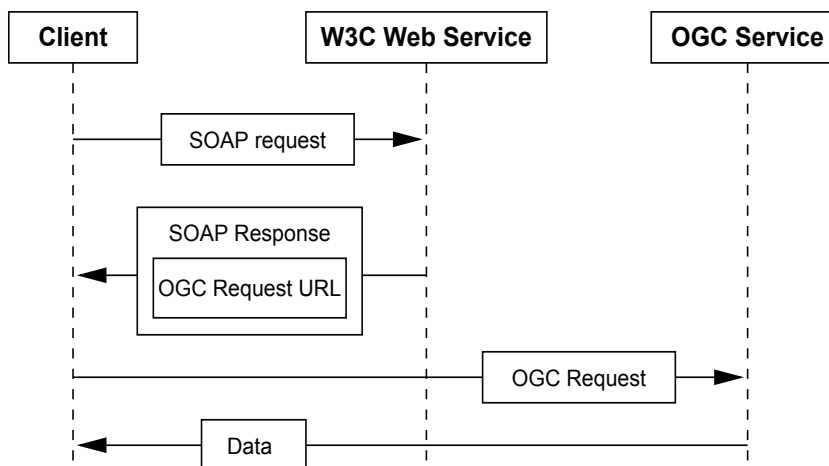 Client
W3C Web Service
OGC Service
SOAP request
SOAP Response
OGC Request URL
OGC Request
Data